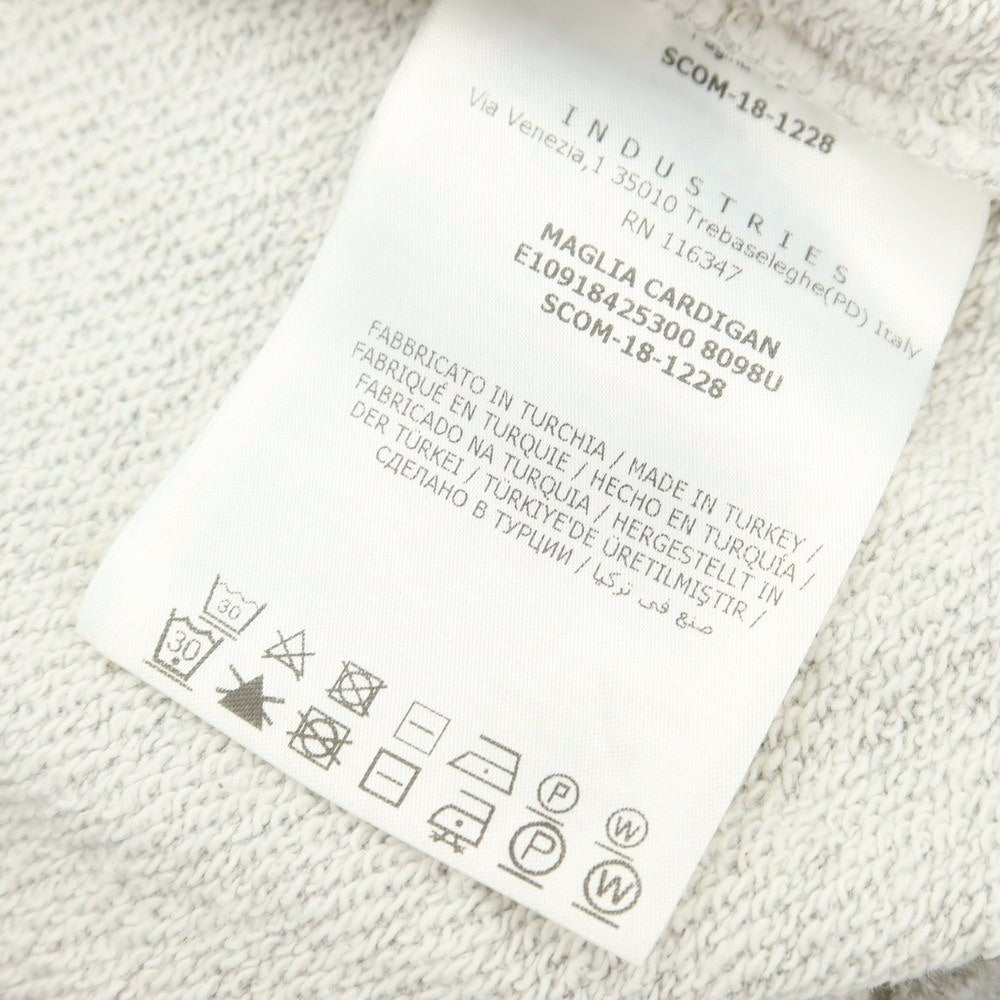 SCOM-18-1228
INDUSTRIES
Via Venezia,1 35010 Trebaseleghe(PD) Italy
RN 116347
MAGLIA CARDIGAN
E10918425300 8098U
SCOM-18-1228
FABBRICATO IN TURCHIA / MADE IN TURKEY /
FABRIQUÉ EN TURQUIE / HECHO EN TURQUÍA /
FABRICADO NA TURQUIA / HERGESTELLT IN
DER TÜRKEI / TÜRKIYE'DE ÜRETILMIŞTIR /
СДЕЛАНО В ТУРЦИИ / صنع في تركيا
30
30
P
W
P
W